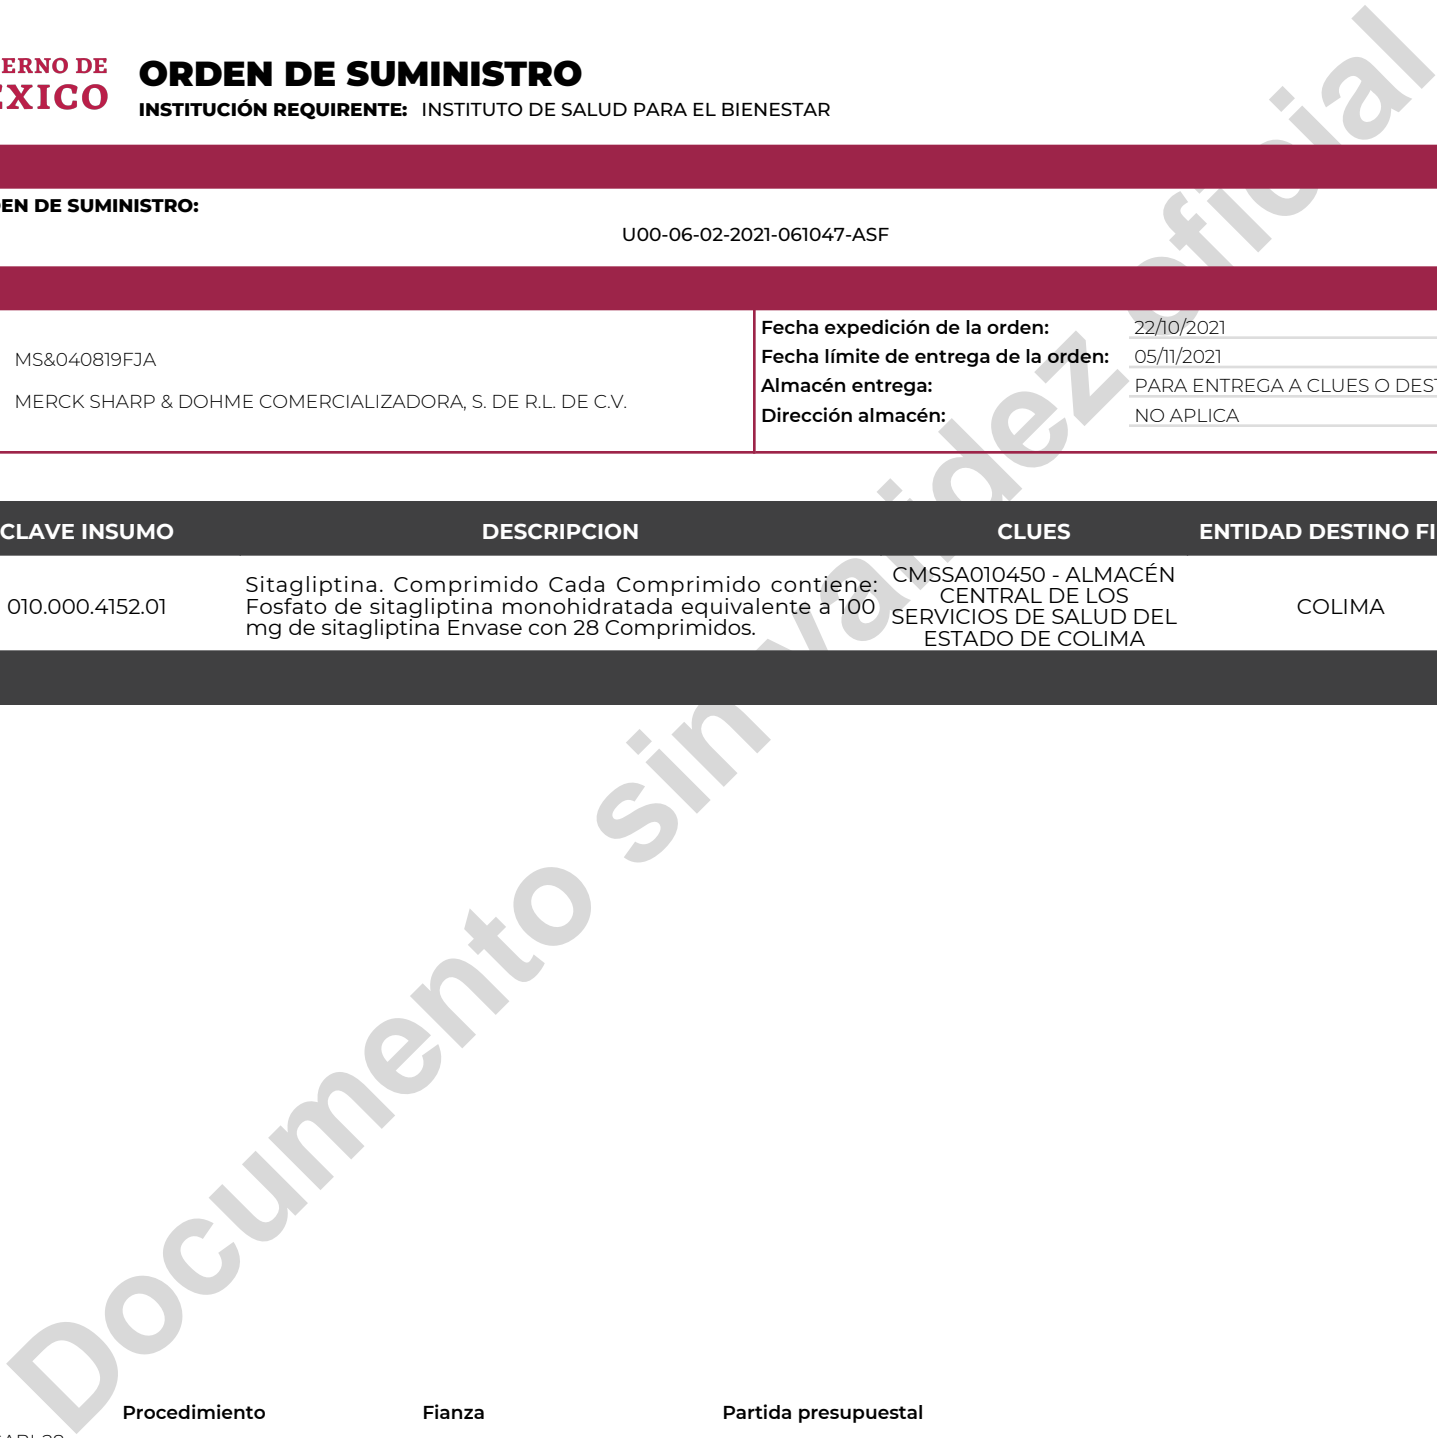 ERNO DE
EXICO
ORDEN DE SUMINISTRO
INSTITUCIÓN REQUIRENTE: INSTITUTO DE SALUD PARA EL BIENESTAR
EN DE SUMINISTRO:
U00-06-02-2021-061047-ASF
MS&040819FJA
MERCK SHARP & DOHME COMERCIALIZADORA, S. DE R.L. DE C.V.
Fecha expedición de la orden: 22/10/2021
Fecha límite de entrega de la orden: 05/11/2021
Almacén entrega: PARA ENTREGA A CLUES O DEST
Dirección almacén: NO APLICA
CLAVE INSUMO DESCRIPCION CLUES ENTIDAD DESTINO FI
010.000.4152.01
Sitagliptina. Comprimido Cada Comprimido contiene:
Fosfato de sitagliptina monohidratada equivalente a 100
mg de sitagliptina Envase con 28 Comprimidos.
CMSSA010450 - ALMACÉN
CENTRAL DE LOS
SERVICIOS DE SALUD DEL
ESTADO DE COLIMA
COLIMA
Documento sin validez oficial
Procedimiento Fianza Partida presupuestal